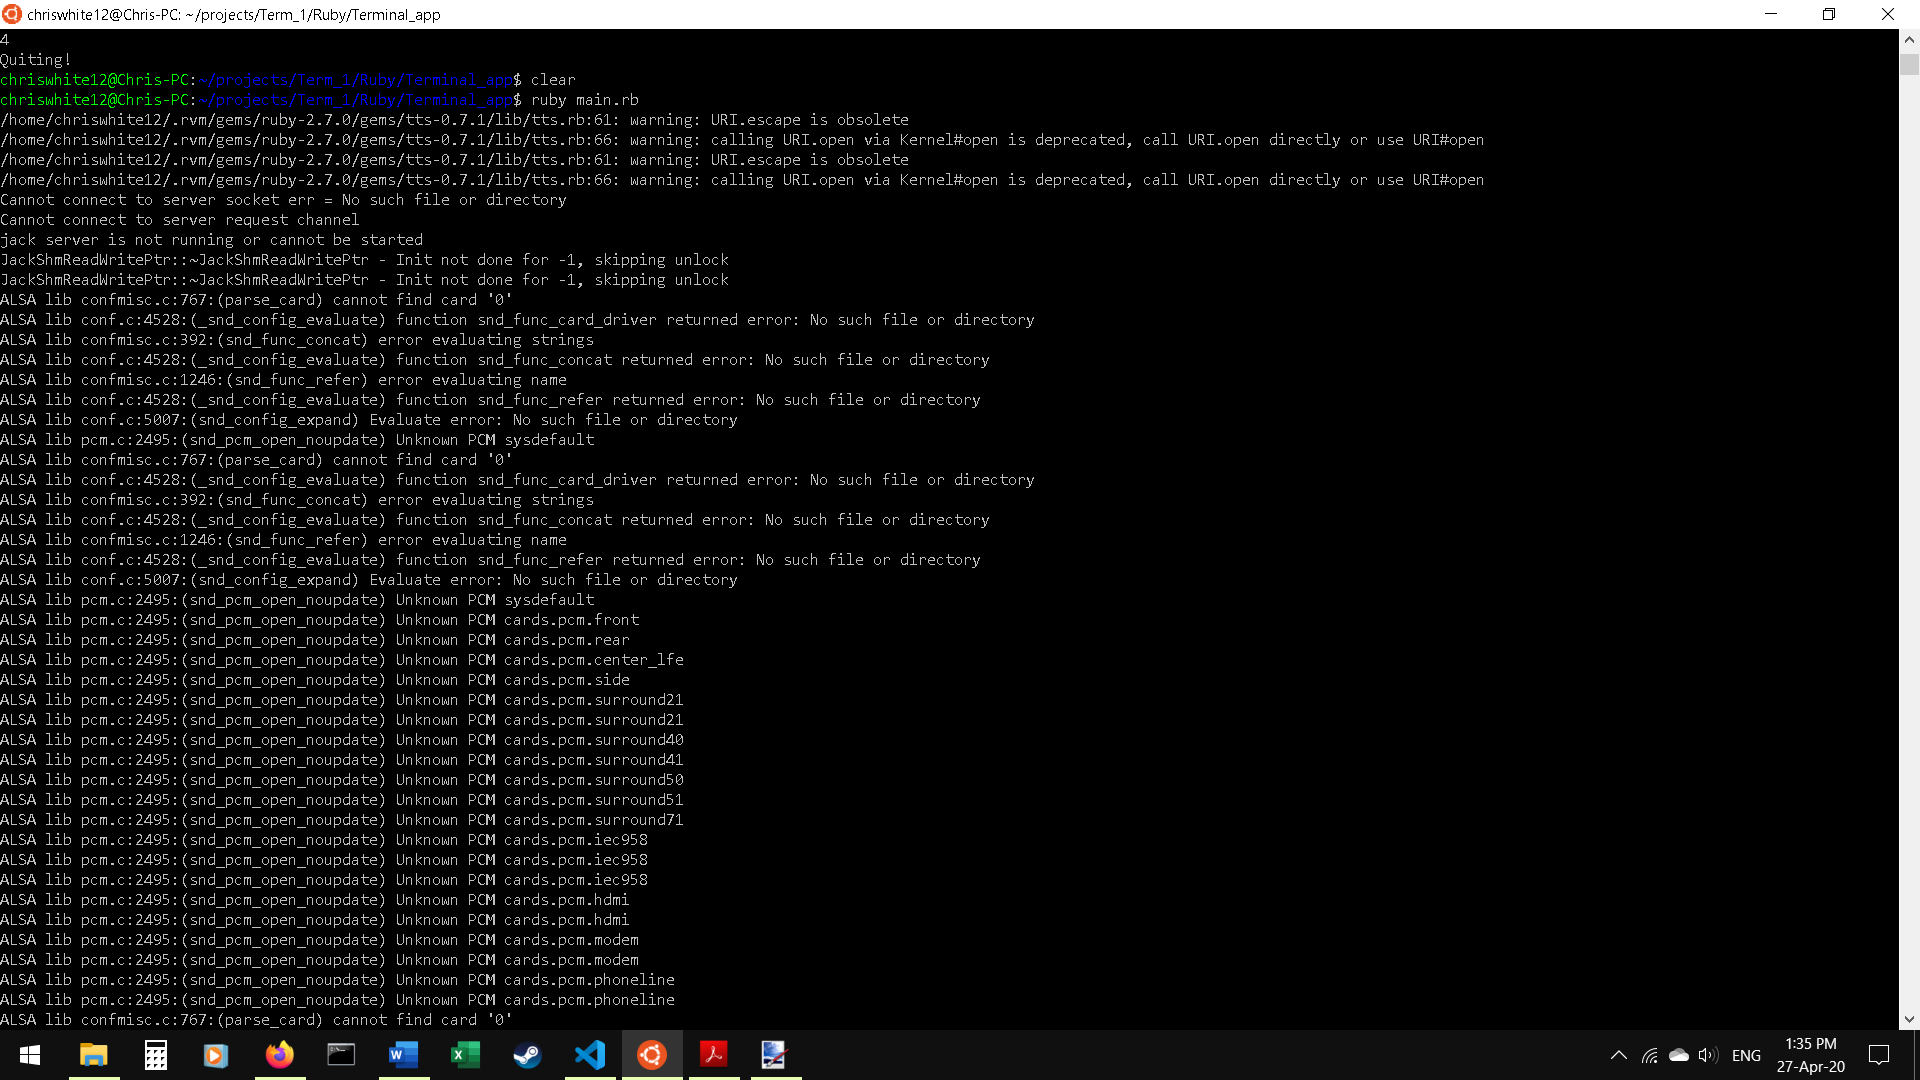 chriswhite12@Chris-PC: ~/projects/Term_1/Ruby/Terminal_app
4
Quiting!
chriswhite12@Chris-PC:~/projects/Term_1/Ruby/Terminal_app$ clear
chriswhite12@Chris-PC:~/projects/Term_1/Ruby/Terminal_app$ ruby main.rb
/home/chriswhite12/.rvm/gems/ruby-2.7.0/gems/tts-0.7.1/lib/tts.rb:61: warning: URI.escape is obsolete
/home/chriswhite12/.rvm/gems/ruby-2.7.0/gems/tts-0.7.1/lib/tts.rb:66: warning: calling URI.open via Kernel#open is deprecated, call URI.open directly or use URI#open
/home/chriswhite12/.rvm/gems/ruby-2.7.0/gems/tts-0.7.1/lib/tts.rb:61: warning: URI.escape is obsolete
/home/chriswhite12/.rvm/gems/ruby-2.7.0/gems/tts-0.7.1/lib/tts.rb:66: warning: calling URI.open via Kernel#open is deprecated, call URI.open directly or use URI#open
Cannot connect to server socket err = No such file or directory
Cannot connect to server request channel
jack server is not running or cannot be started
JackShmReadWritePtr::~JackShmReadWritePtr - Init not done for -1, skipping unlock
JackShmReadWritePtr::~JackShmReadWritePtr - Init not done for -1, skipping unlock
ALSA lib confmisc.c:767:(parse_card) cannot find card '0'
ALSA lib conf.c:4528:(_snd_config_evaluate) function snd_func_card_driver returned error: No such file or directory
ALSA lib confmisc.c:392:(snd_func_concat) error evaluating strings
ALSA lib conf.c:4528:(_snd_config_evaluate) function snd_func_concat returned error: No such file or directory
ALSA lib confmisc.c:1246:(snd_func_refer) error evaluating name
ALSA lib conf.c:4528:(_snd_config_evaluate) function snd_func_refer returned error: No such file or directory
ALSA lib conf.c:5007:(snd_config_expand) Evaluate error: No such file or directory
ALSA lib pcm.c:2495:(snd_pcm_open_noupdate) Unknown PCM sysdefault
ALSA lib confmisc.c:767:(parse_card) cannot find card '0'
ALSA lib conf.c:4528:(_snd_config_evaluate) function snd_func_card_driver returned error: No such file or directory
ALSA lib confmisc.c:392:(snd_func_concat) error evaluating strings
ALSA lib conf.c:4528:(_snd_config_evaluate) function snd_func_concat returned error: No such file or directory
ALSA lib confmisc.c:1246:(snd_func_refer) error evaluating name
ALSA lib conf.c:4528:(_snd_config_evaluate) function snd_func_refer returned error: No such file or directory
ALSA lib conf.c:5007:(snd_config_expand) Evaluate error: No such file or directory
ALSA lib pcm.c:2495:(snd_pcm_open_noupdate) Unknown PCM sysdefault
ALSA lib pcm.c:2495:(snd_pcm_open_noupdate) Unknown PCM cards.pcm.front
ALSA lib pcm.c:2495:(snd_pcm_open_noupdate) Unknown PCM cards.pcm.rear
ALSA lib pcm.c:2495:(snd_pcm_open_noupdate) Unknown PCM cards.pcm.center_lfe
ALSA lib pcm.c:2495:(snd_pcm_open_noupdate) Unknown PCM cards.pcm.side
ALSA lib pcm.c:2495:(snd_pcm_open_noupdate) Unknown PCM cards.pcm.surround21
ALSA lib pcm.c:2495:(snd_pcm_open_noupdate) Unknown PCM cards.pcm.surround21
ALSA lib pcm.c:2495:(snd_pcm_open_noupdate) Unknown PCM cards.pcm.surround40
ALSA lib pcm.c:2495:(snd_pcm_open_noupdate) Unknown PCM cards.pcm.surround41
ALSA lib pcm.c:2495:(snd_pcm_open_noupdate) Unknown PCM cards.pcm.surround50
ALSA lib pcm.c:2495:(snd_pcm_open_noupdate) Unknown PCM cards.pcm.surround51
ALSA lib pcm.c:2495:(snd_pcm_open_noupdate) Unknown PCM cards.pcm.surround71
ALSA lib pcm.c:2495:(snd_pcm_open_noupdate) Unknown PCM cards.pcm.iec958
ALSA lib pcm.c:2495:(snd_pcm_open_noupdate) Unknown PCM cards.pcm.iec958
ALSA lib pcm.c:2495:(snd_pcm_open_noupdate) Unknown PCM cards.pcm.iec958
ALSA lib pcm.c:2495:(snd_pcm_open_noupdate) Unknown PCM cards.pcm.hdmi
ALSA lib pcm.c:2495:(snd_pcm_open_noupdate) Unknown PCM cards.pcm.hdmi
ALSA lib pcm.c:2495:(snd_pcm_open_noupdate) Unknown PCM cards.pcm.modem
ALSA lib pcm.c:2495:(snd_pcm_open_noupdate) Unknown PCM cards.pcm.modem
ALSA lib pcm.c:2495:(snd_pcm_open_noupdate) Unknown PCM cards.pcm.phoneline
ALSA lib pcm.c:2495:(snd_pcm_open_noupdate) Unknown PCM cards.pcm.phoneline
ALSA lib confmisc.c:767:(parse_card) cannot find card '0'
ENG
1:35 PM
27-Apr-20